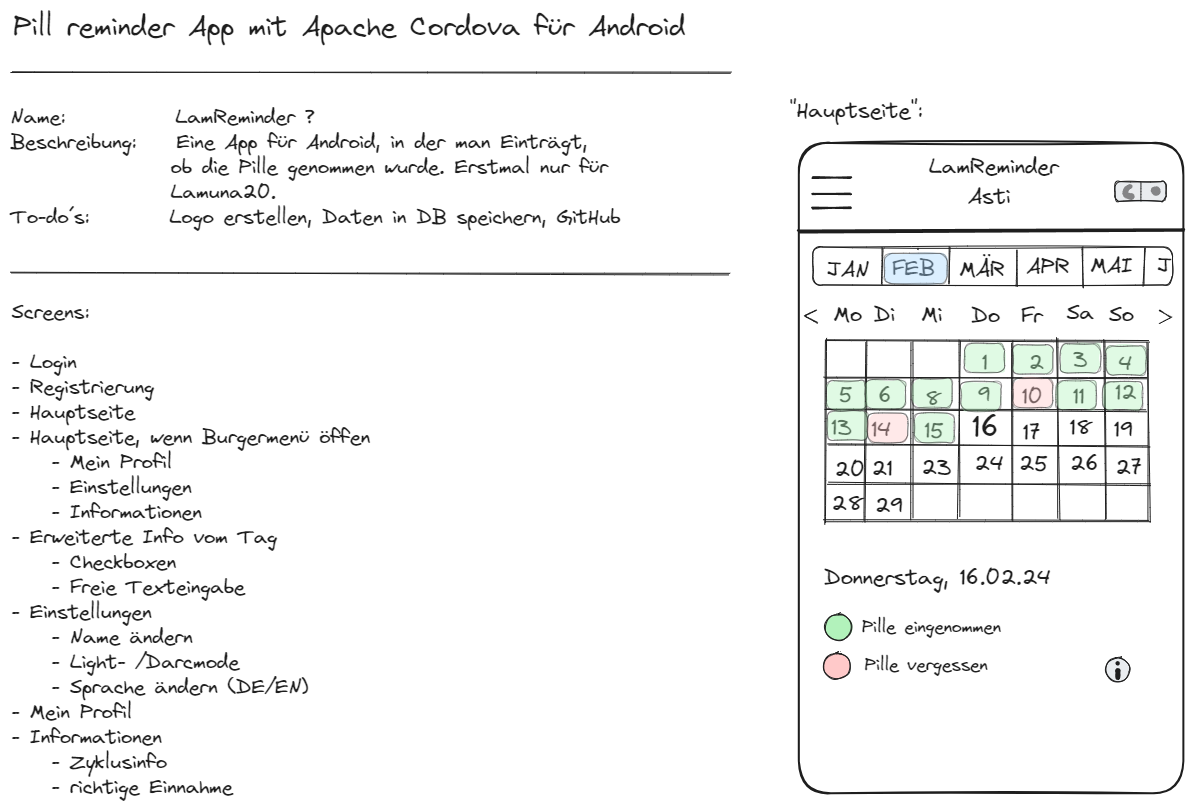 Pill reminder App mit Apache Cordova für Android
Name: LamReminder ?
Beschreibung: Eine App für Android, in der man Einträgt,
ob die Pille genommen wurde. Erstmal nur für
Lamuna20.
To-do´s: Logo erstellen, Daten in DB speichern, GitHub
Screens:
- Login
- Registrierung
- Hauptseite
- Hauptseite, wenn Burgermenü öffen
- Mein Profil
- Einstellungen
- Informationen
- Erweiterte Info vom Tag
- Checkboxen
- Freie Texteingabe
- Einstellungen
- Name ändern
- Light- /Darcmode
- Sprache ändern (DE/EN)
- Mein Profil
- Informationen
- Zyklusinfo
- richtige Einnahme
"Hauptseite":
LamReminder
Asti
JAN FEB MÄR APR MAI J
< Mo Di Mi Do Fr Sa So >
1 2 3 4
5 6 8 9 10 11 12
13 14 15 16 17 18 19
20 21 23 24 25 26 27
28 29
Donnerstag, 16.02.24
Pille eingenommen
Pille vergessen
i